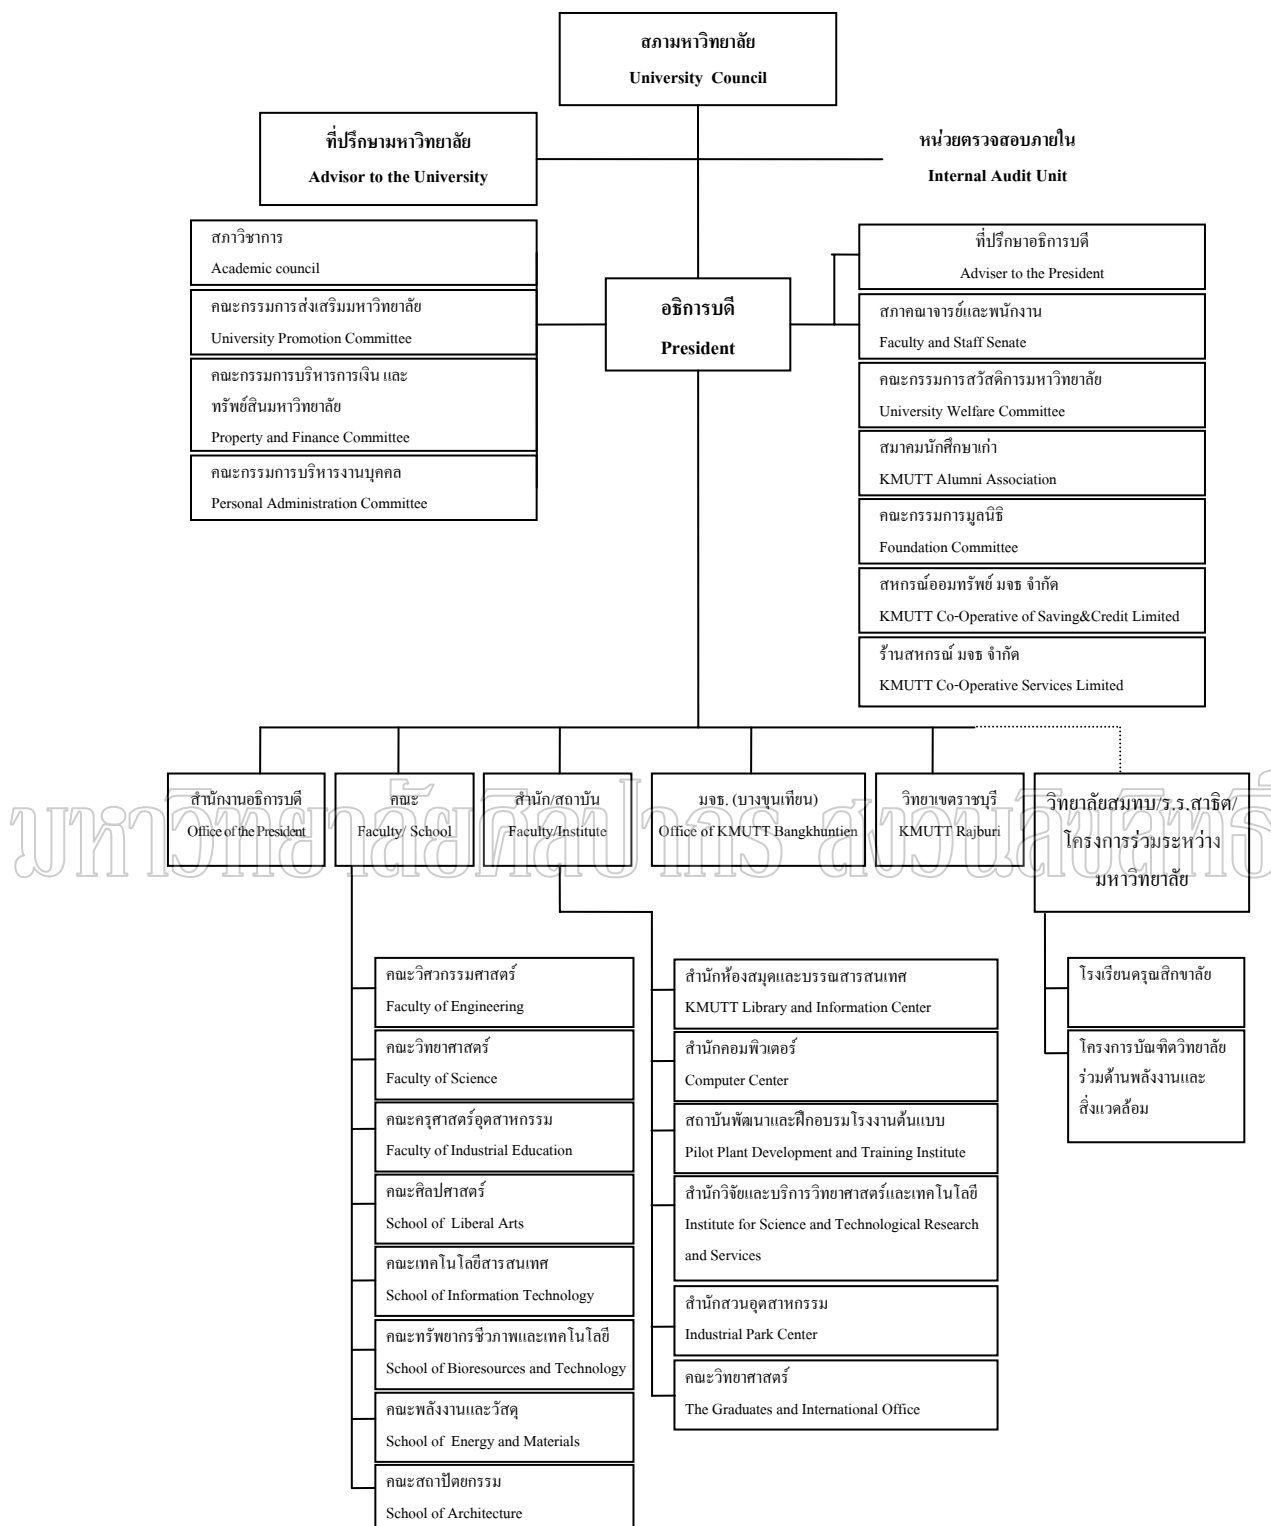 สภามหาวิทยาลัย
University Council
ที่ปรึกษามหาวิทยาลัย
Advisor to the University
หน่วยตรวจสอบภายใน
Internal Audit Unit
สภาวิชาการ
Academic council
คณะกรรมการส่งเสริมมหาวิทยาลัย
University Promotion Committee
คณะกรรมการบริหารการเงิน และ
ทรัพย์สินมหาวิทยาลัย
Property and Finance Committee
คณะกรรมการบริหารงานบุคคล
Personal Administration Committee
อธิการบดี
President
ที่ปรึกษาอธิการบดี
Adviser to the President
สภาคณาจารย์และพนักงาน
Faculty and Staff Senate
คณะกรรมการสวัสดิการมหาวิทยาลัย
University Welfare Committee
สมาคมนักศึกษาเก่า
KMUTT Alumni Association
คณะกรรมการมูลนิธิ
Foundation Committee
สหกรณ์ออมทรัพย์ มจธ จำกัด
KMUTT Co-Operative of Saving&Credit Limited
ร้านสหกรณ์ มจธ จำกัด
KMUTT Co-Operative Services Limited
สำนักงานอธิการบดี
Office of the President
คณะ
Faculty/ School
สำนัก/สถาบัน
Faculty/Institute
มจธ. (บางขุนเทียน)
Office of KMUTT Bangkhuntien
วิทยาเขตราชบุรี
KMUTT Rajburi
วิทยาลัยสมทบ/ร.ร.สาธิต/
โครงการร่วมระหว่าง
มหาวิทยาลัย
มหาวิทยาลัยศิลปากร สงวนลิขสิทธิ์
คณะวิศวกรรมศาสตร์
Faculty of Engineering
คณะวิทยาศาสตร์
Faculty of Science
คณะครุศาสตร์อุตสาหกรรม
Faculty of Industrial Education
คณะศิลปศาสตร์
School of Liberal Arts
คณะเทคโนโลยีสารสนเทศ
School of Information Technology
คณะทรัพยากรชีวภาพและเทคโนโลยี
School of Bioresources and Technology
คณะพลังงานและวัสดุ
School of Energy and Materials
คณะสถาปัตยกรรม
School of Architecture
สำนักห้องสมุดและบรรณสารสนเทศ
KMUTT Library and Information Center
สำนักคอมพิวเตอร์
Computer Center
สถาบันพัฒนาและฝึกอบรมโรงงานต้นแบบ
Pilot Plant Development and Training Institute
สำนักวิจัยและบริการวิทยาศาสตร์และเทคโนโลยี
Institute for Science and Technological Research
and Services
สำนักสวนอุตสาหกรรม
Industrial Park Center
คณะวิทยาศาสตร์
The Graduates and International Office
โรงเรียนดรุณสิกขาลัย
โครงการบัณฑิตวิทยาลัย
ร่วมด้านพลังงานและ
สิ่งแวดล้อม